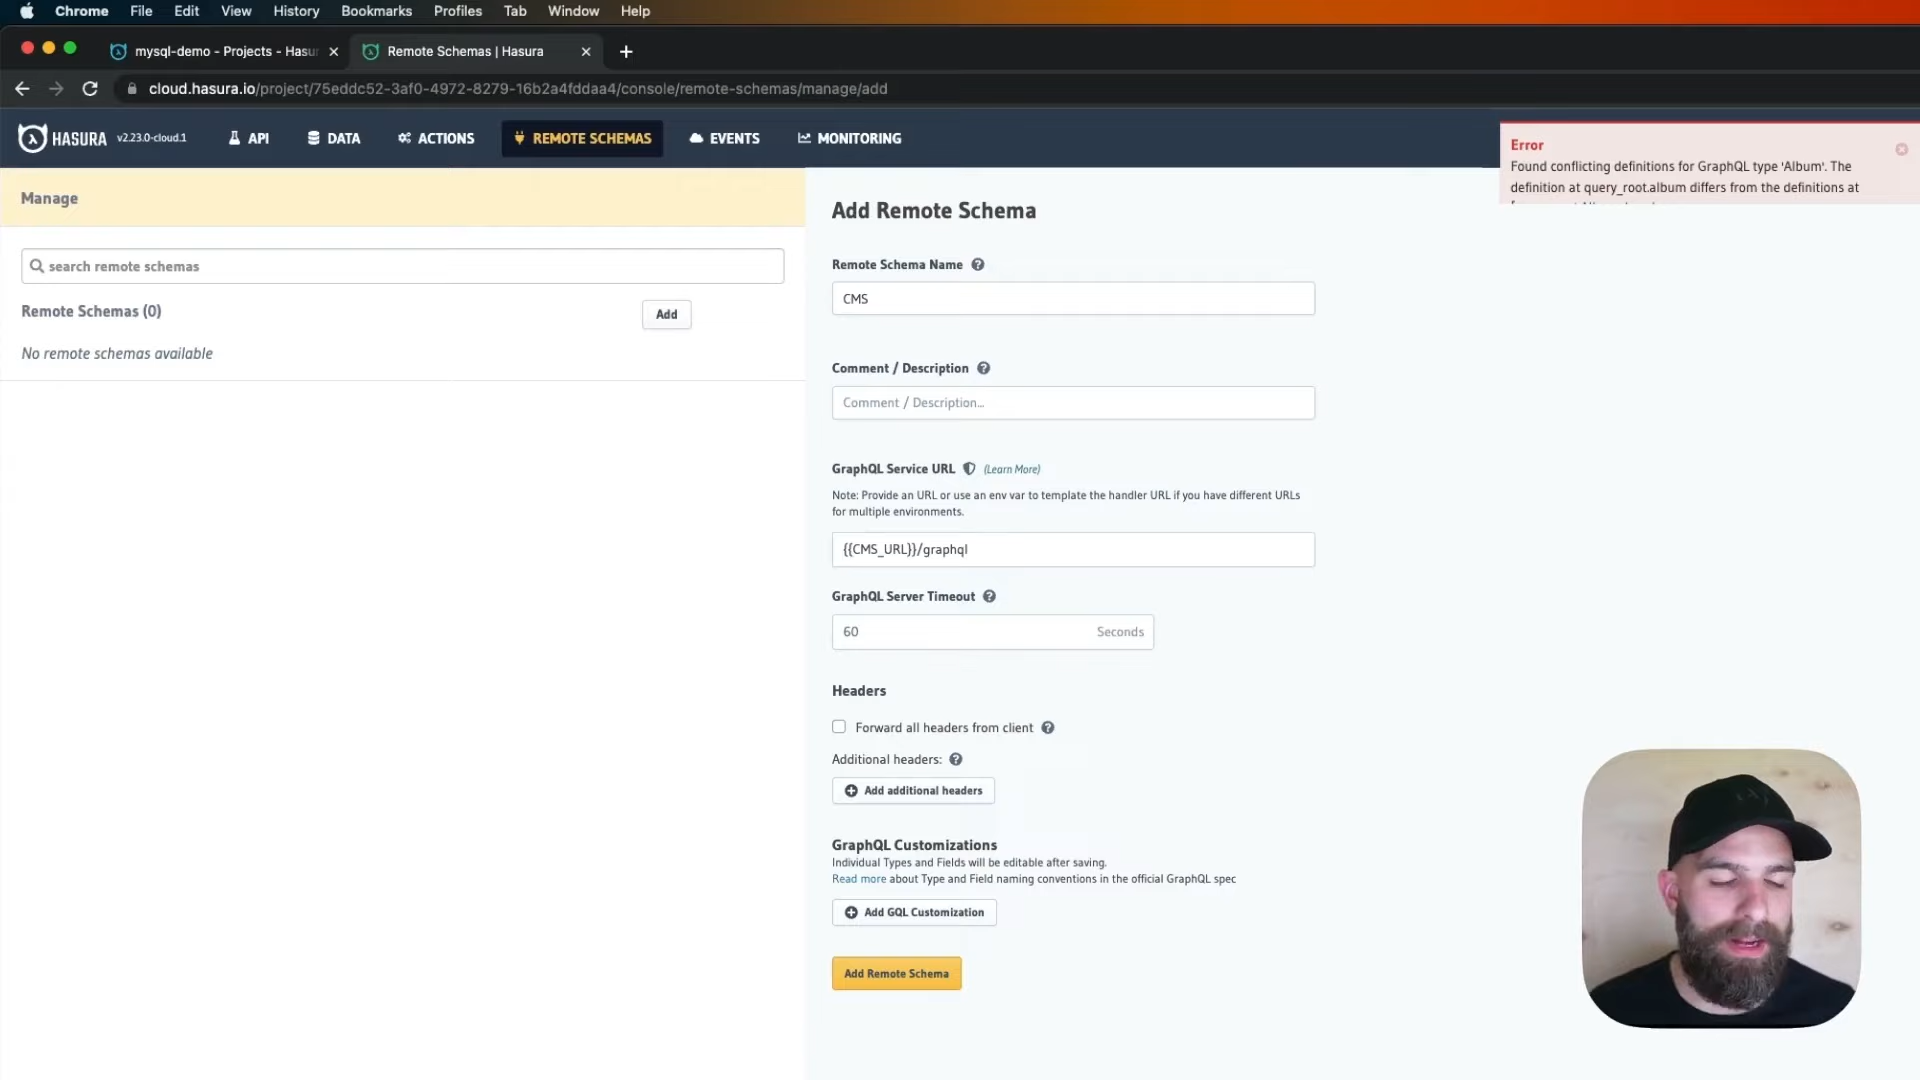 Chrome File Edit View History Bookmarks Profiles Tab Window Help
mysql-demo - Projects - Hasu
Remote Schemas | Hasura
cloud.hasura.io/project/75eddc52-3af0-4972-8279-16b2a4fddaa4/console/remote-schemas/manage/add
HASURA v2.23.0-cloud.1 API DATA ACTIONS REMOTE SCHEMAS EVENTS MONITORING
Error
Found conflicting definitions for GraphQL type 'Album'. The
definition at query_root.album differs from the definitions at
Manage
search remote schemas
Remote Schemas (0)
Add
No remote schemas available
Add Remote Schema
Remote Schema Name
CMS
Comment / Description
Comment / Description...
GraphQL Service URL (Learn More)
Note: Provide an URL or use an env var to template the handler URL if you have different URLs
for multiple environments.
{{CMS_URL}}/graphql
GraphQL Server Timeout
60 Seconds
Headers
Forward all headers from client
Additional headers:
Add additional headers
GraphQL Customizations
Individual Types and Fields will be editable after saving.
Read more about Type and Field naming conventions in the official GraphQL spec
Add GQL Customization
Add Remote Schema